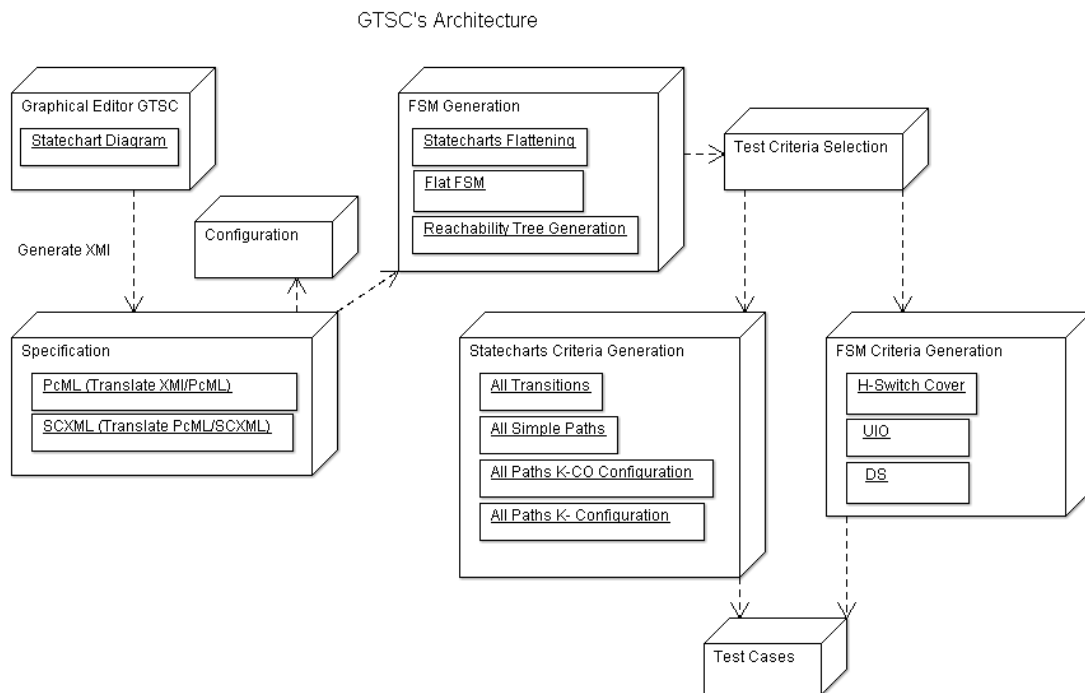 GTSC's Architecture
Graphical Editor GTSC
Statechart Diagram
Generate XMI
Configuration
Specification
PcML (Translate XMI/PcML)
SCXML (Translate PcML/SCXML)
FSM Generation
Statecharts Flattening
Flat FSM
Reachability Tree Generation
Test Criteria Selection
Statecharts Criteria Generation
All Transitions
All Simple Paths
All Paths K-CO Configuration
All Paths K- Configuration
FSM Criteria Generation
H-Switch Cover
UIO
DS
Test Cases